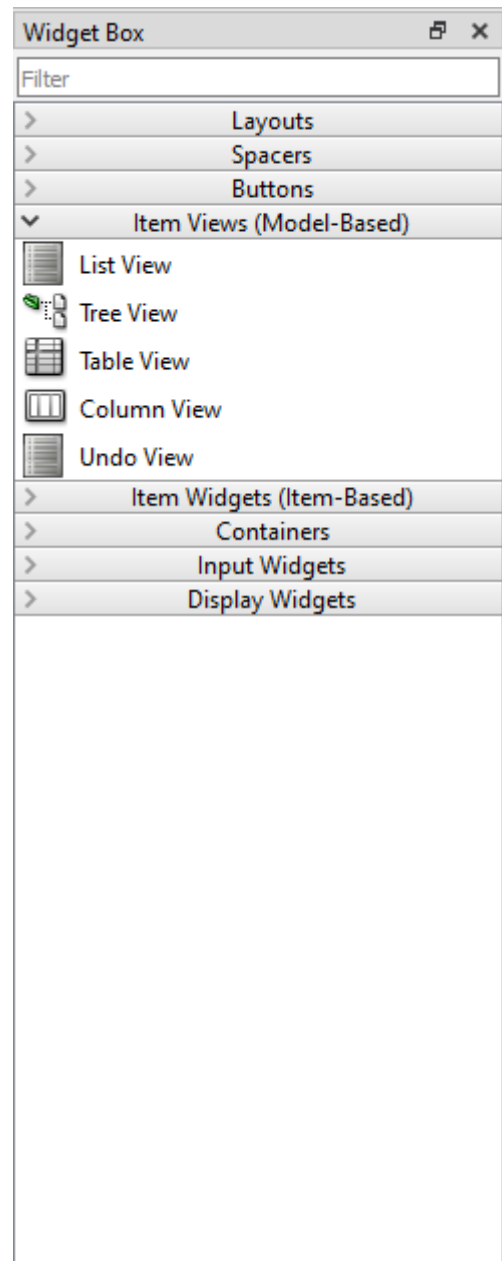 Widget Box
Filter
Layouts
Spacers
Buttons
Item Views (Model-Based)
List View
Tree View
Table View
Column View
Undo View
Item Widgets (Item-Based)
Containers
Input Widgets
Display Widgets